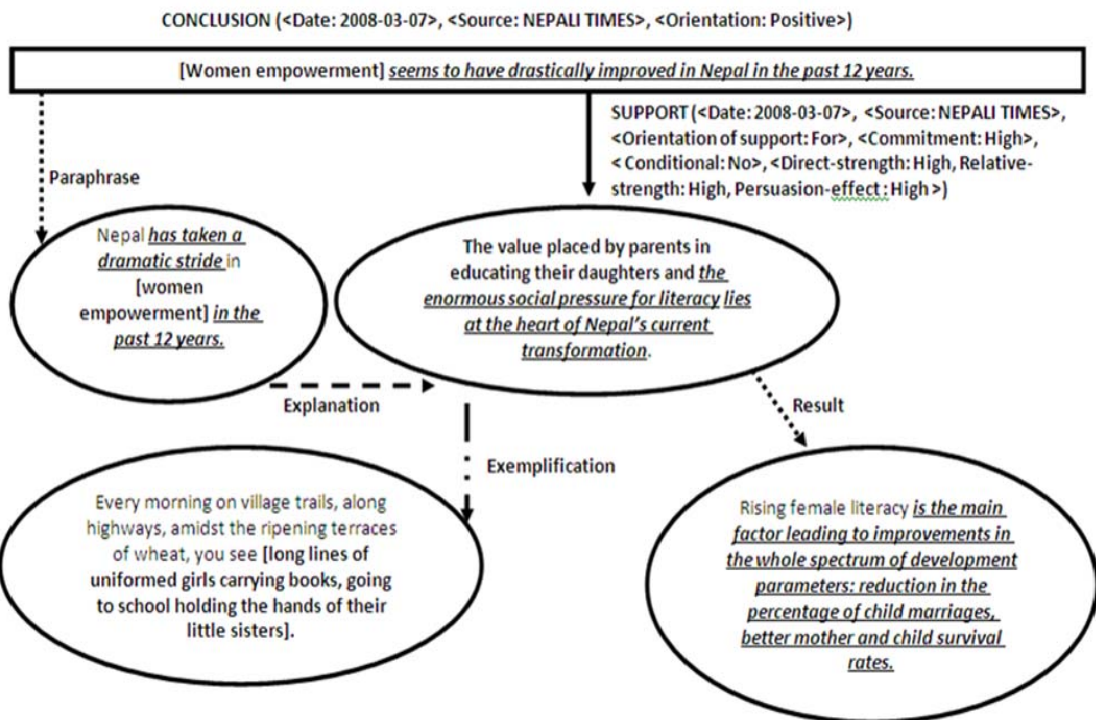 CONCLUSION (<Date: 2008-03-07>, <Source: NEPALI TIMES>, <Orientation: Positive>)
[Women empowerment] seems to have drastically improved in Nepal in the past 12 years.
SUPPORT (<Date: 2008-03-07>, <Source: NEPALI TIMES>,
<Orientation of support: For>, <Commitment: High>,
< Conditional: No>, <Direct-strength: High, Relative-
strength: High, Persuasion-effect : High >)
Paraphrase
Nepal has taken a
dramatic stride in
[women
empowerment] in the
past 12 years.
The value placed by parents in
educating their daughters and the
enormous social pressure for literacy lies
at the heart of Nepal"s current
transformation.
Explanation
Result
Exemplification
Every morning on village trails, along
highways, amidst the ripening terraces
of wheat, you see [long lines of
uniformed girls carrying books, going
to school holding the hands of their
little sisters].
Rising female literacy is the main
factor leading to improvements in
the whole spectrum of development
parameters: reduction in the
percentage of child marriages,
better mother and child survival
rates.